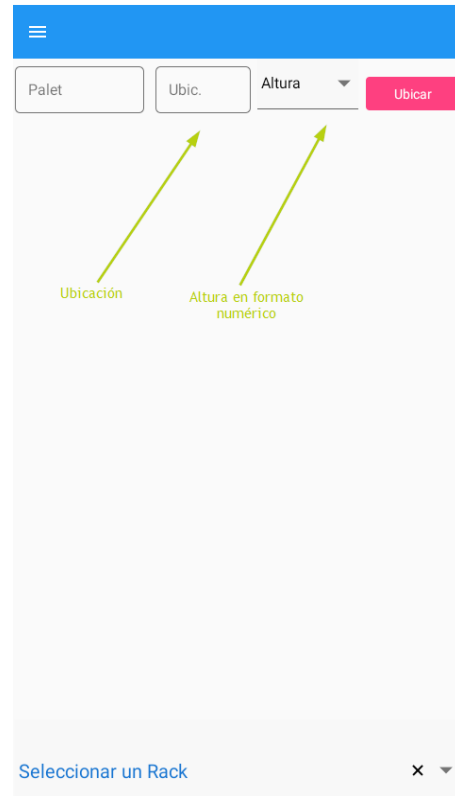 Palet
Ubic.
Altura
Ubicar
Ubicación
Altura en formato
numérico
Seleccionar un Rack